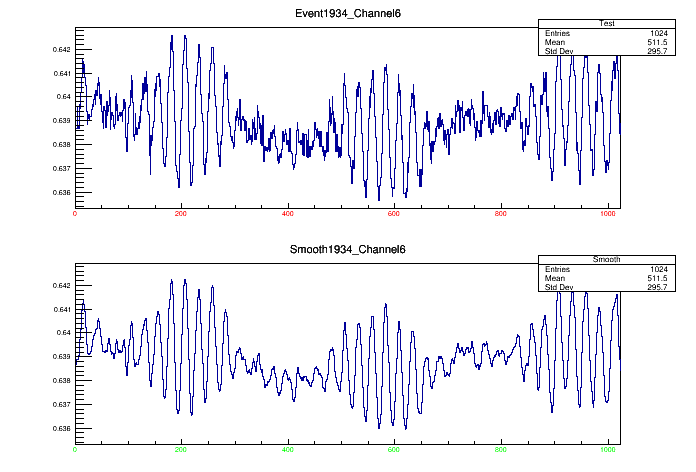 Event1934_Channel6
Test
Entries 1024
Mean 511.5
Std Dev 295.7
0.642
0.641
0.64
0.639
0.638
0.637
0.636
0 200 400 600 800 1000
Smooth1934_Channel6
Smooth
Entries 1024
Mean 511.5
Std Dev 295.7
0.642
0.641
0.64
0.639
0.638
0.637
0.636
0 200 400 600 800 1000